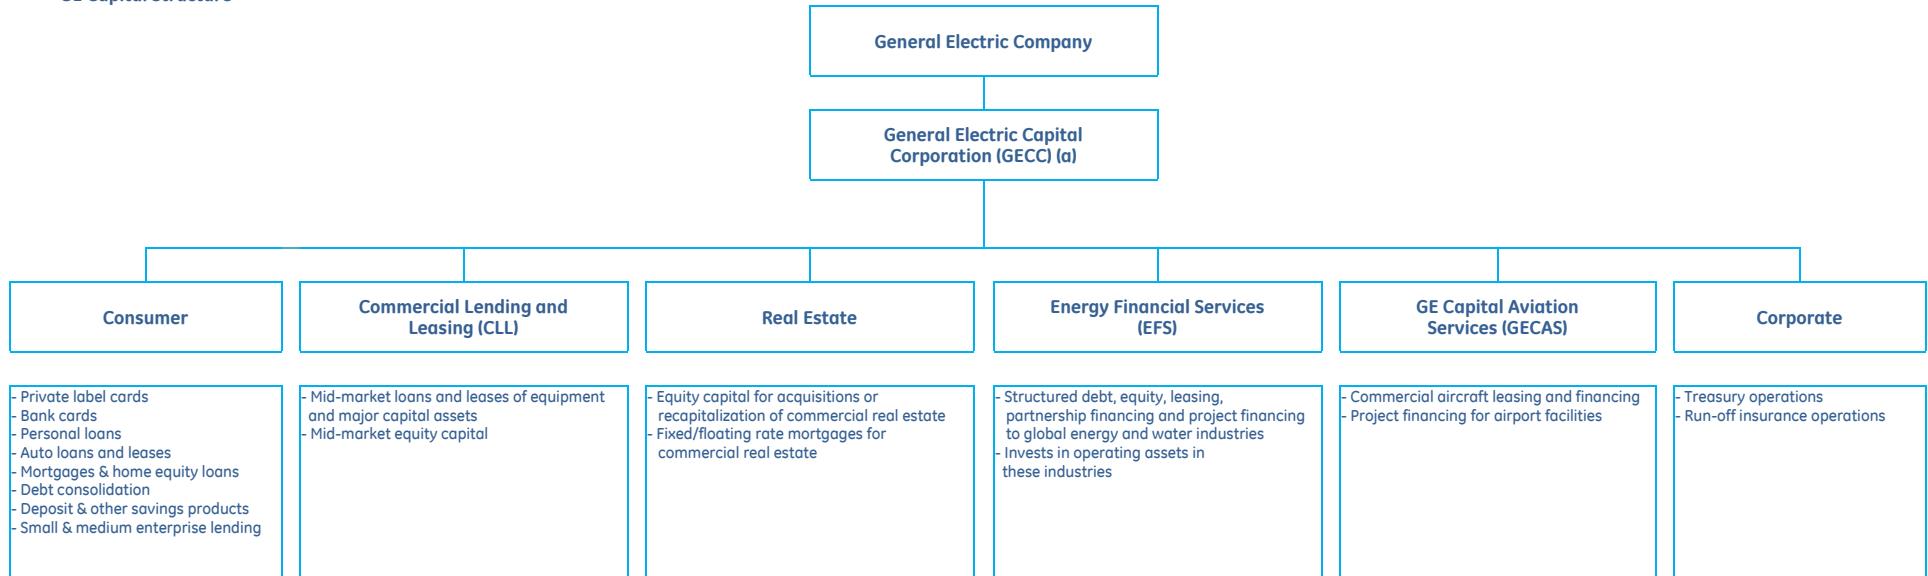 GE Capital Structure
General Electric Company
General Electric Capital
Corporation (GECC) (a)
Consumer
Commercial Lending and
Leasing (CLL)
Real Estate
Energy Financial Services
(EFS)
GE Capital Aviation
Services (GECAS)
Corporate
- Private label cards
- Bank cards
- Personal loans
- Auto loans and leases
- Mortgages & home equity loans
- Debt consolidation
- Deposit & other savings products
- Small & medium enterprise lending
- Mid-market loans and leases of equipment
and major capital assets
- Mid-market equity capital
- Equity capital for acquisitions or
recapitalization of commercial real estate
- Fixed/floating rate mortgages for
commercial real estate
- Structured debt, equity, leasing,
partnership financing and project financing
to global energy and water industries
- Invests in operating assets in
these industries
- Commercial aircraft leasing and financing
- Project financing for airport facilities
- Treasury operations
- Run-off insurance operations